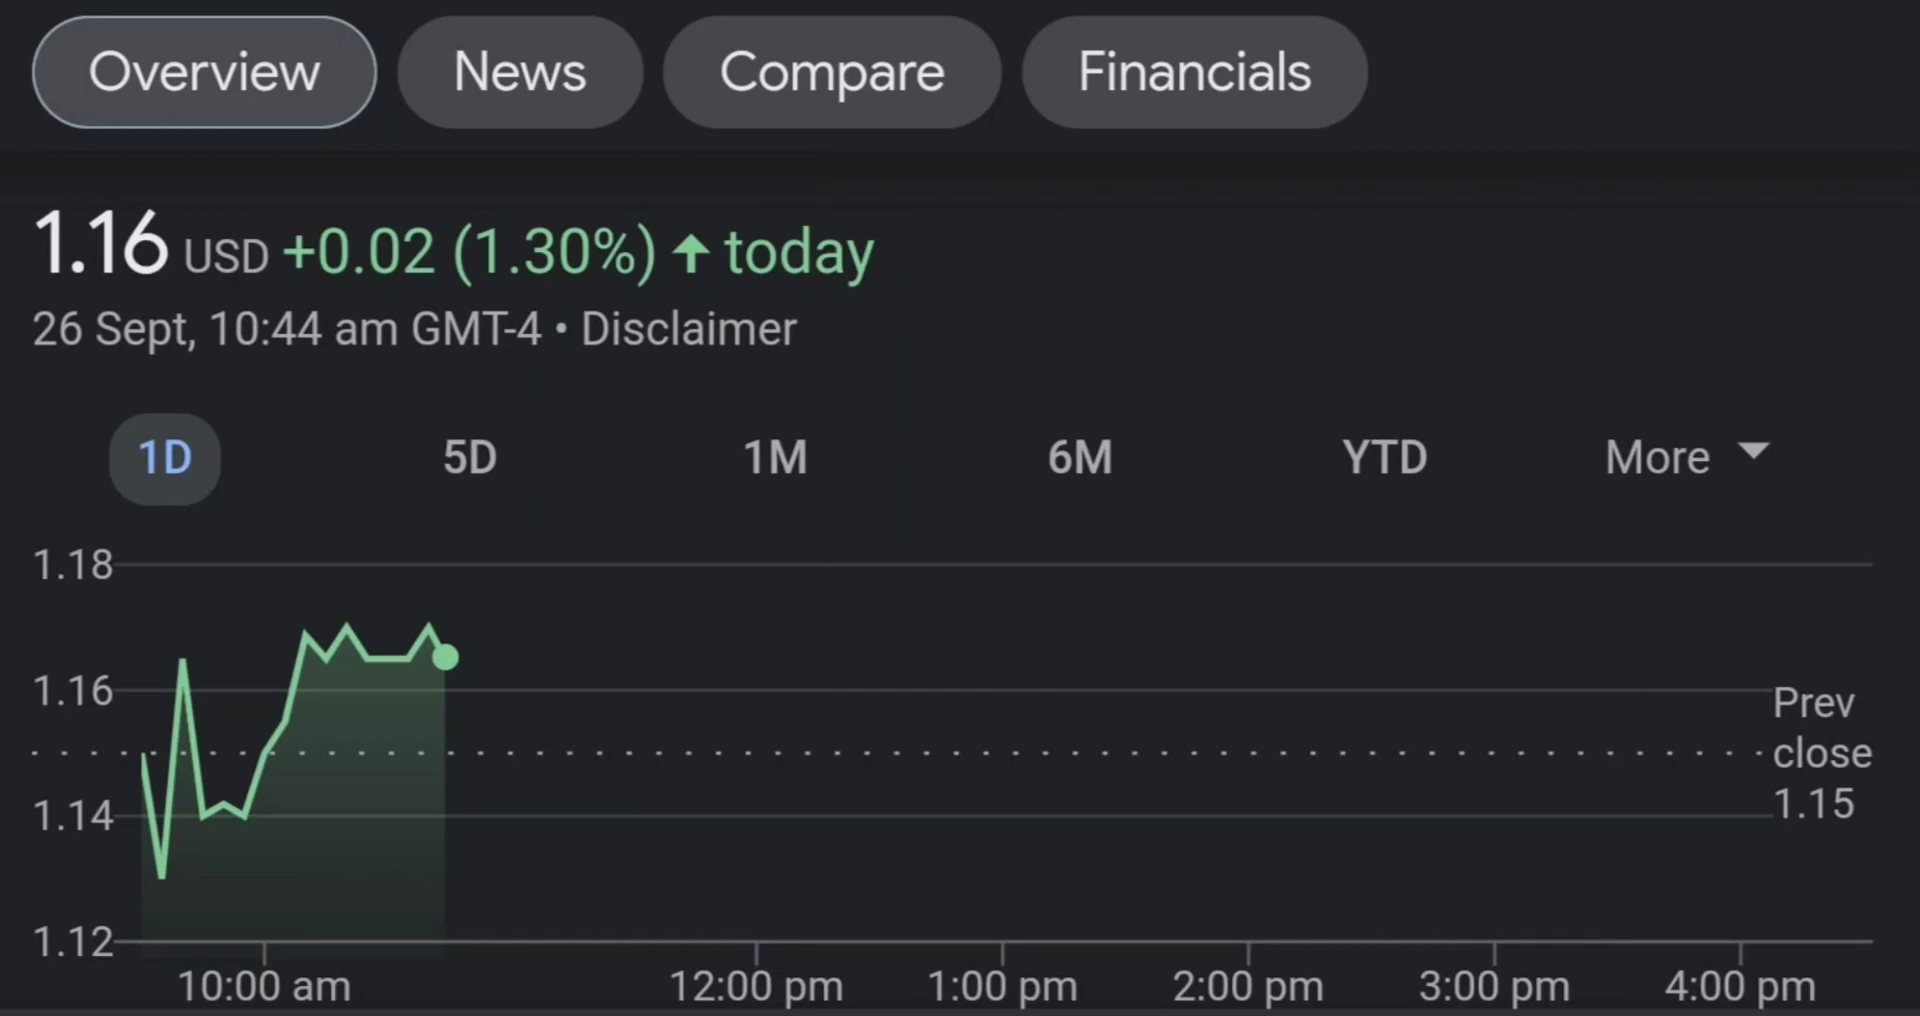 Overview News Compare Financials
1.16 USD +0.02 (1.30%) ↑ today
26 Sept, 10:44 am GMT-4 • Disclaimer
1D 5D 1M 6M YTD More
1.18
1.16
1.14
1.12
Prev
close
1.15
10:00 am 12:00 pm 1:00 pm 2:00 pm 3:00 pm 4:00 pm